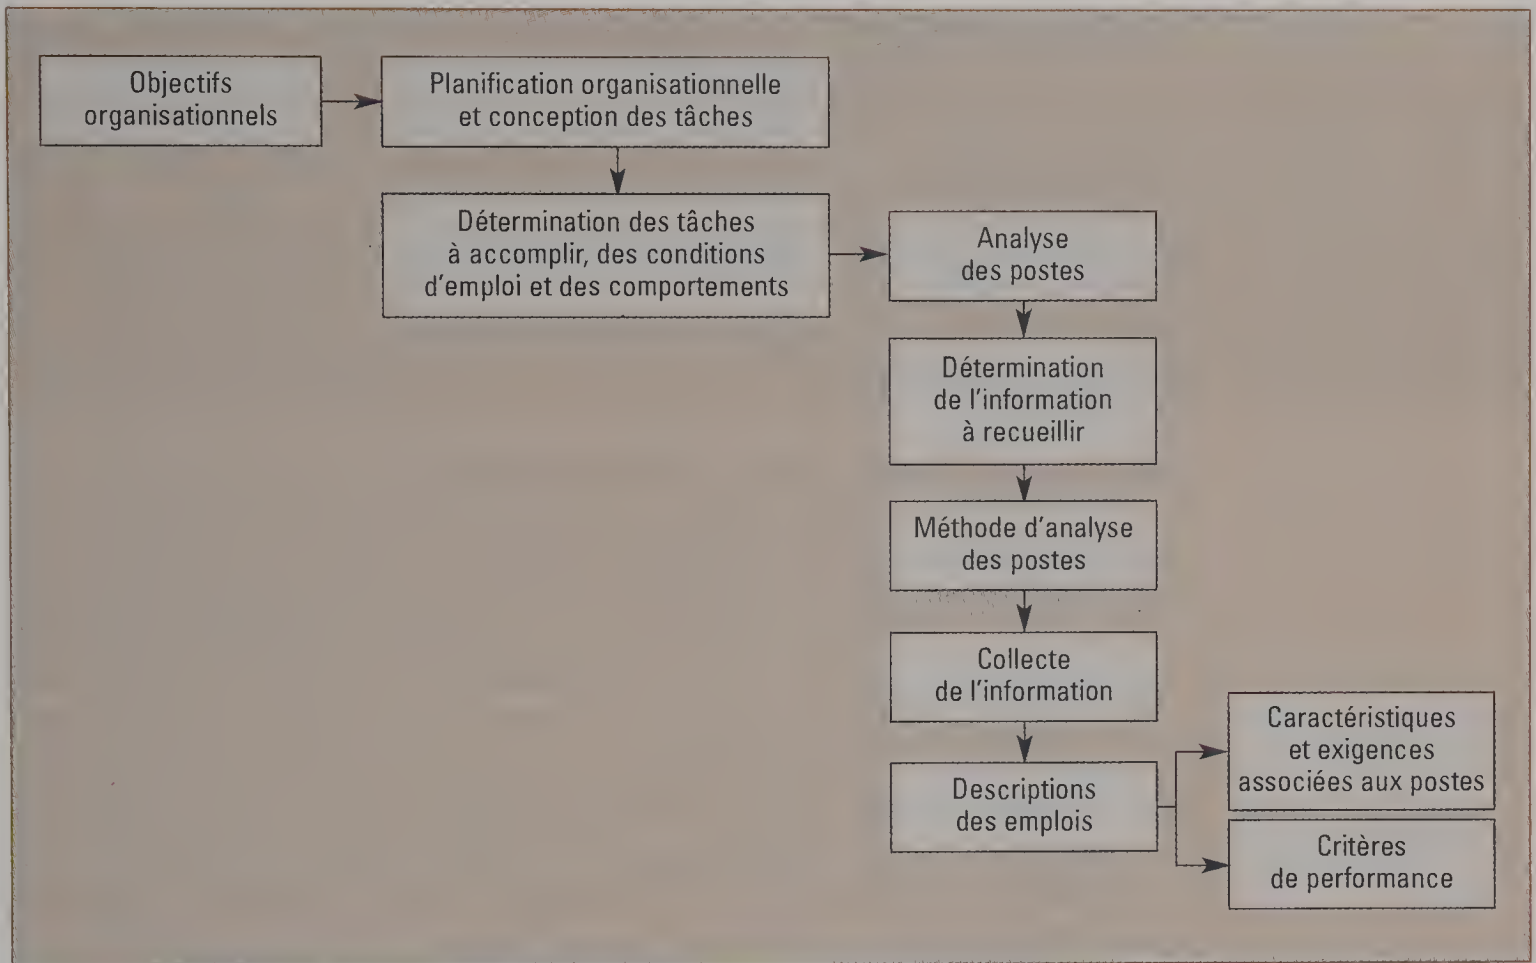 Objectifs
organisationnels
Planification organisationnelle
et conception des tâches
Détermination des tâches
à accomplir, des conditions
d'emploi et des comportements
Analyse
des postes
Détermination
de l'information
à recueillir
Méthode d'analyse
des postes
Collecte
de l'information
Descriptions
des emplois
Caractéristiques
et exigences
associées aux postes
Critères
de performance